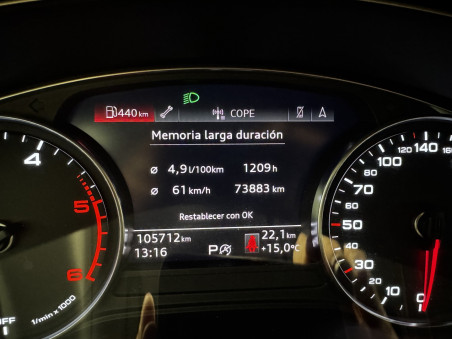 440 km
COPE
A
Memoria larga duración
ø 4,9 l/100km 1209 h
ø 61 km/h 73883 km
Restablecer con OK
105712 km
22,1 km
13:16
P
+15,0°C
4
5
6
1/min x 1000
FF
0
10
20
30
50
70
80
100
120
140
160